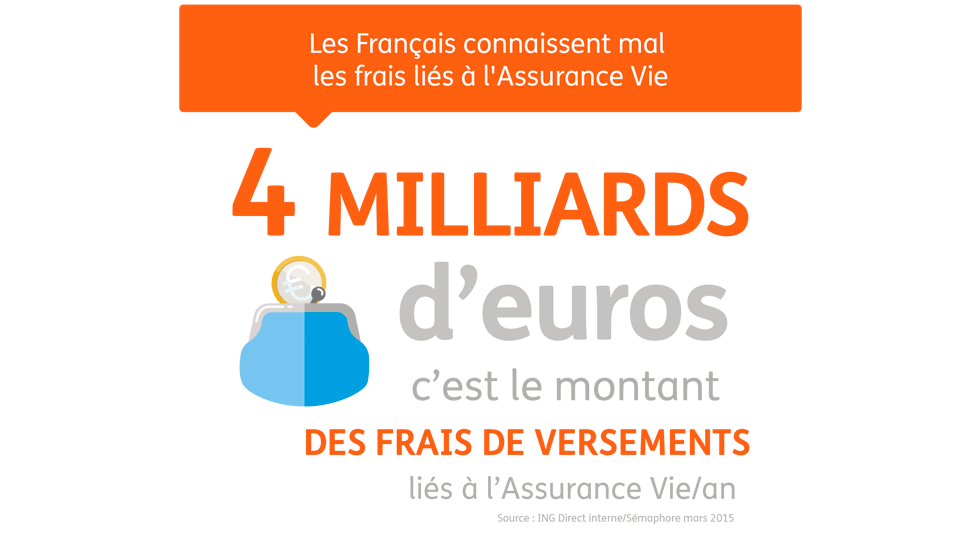 Les Français connaissent mal
les frais liés à l'Assurance Vie
4 MILLIARDS
d’euros
c’est le montant
DES FRAIS DE VERSEMENTS
liés à l’Assurance Vie/an
Source : ING Direct interne/Sémaphore mars 2015